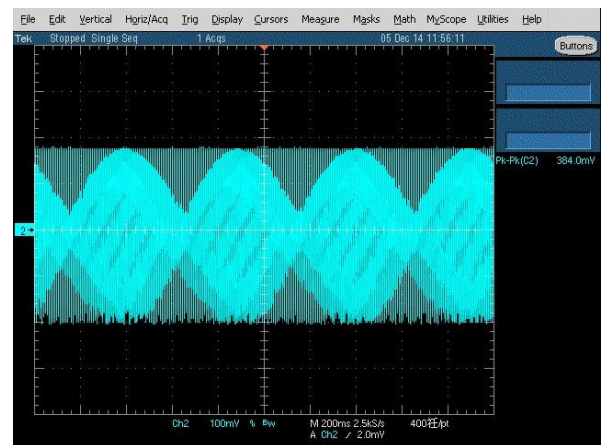 File Edit Vertical Horiz/Acq Trig Display Cursors Measure Masks Math MyScope Utilities Help
Tek Stopped Single Seq 1 Acqs 05 Dec 14 11:56:11 Buttons
Pk-Pk(C2) 384.0mV
2
Ch2 100mV Bw M 200ms 2.5kS/s 400 /pt
A Ch2 2.0mV